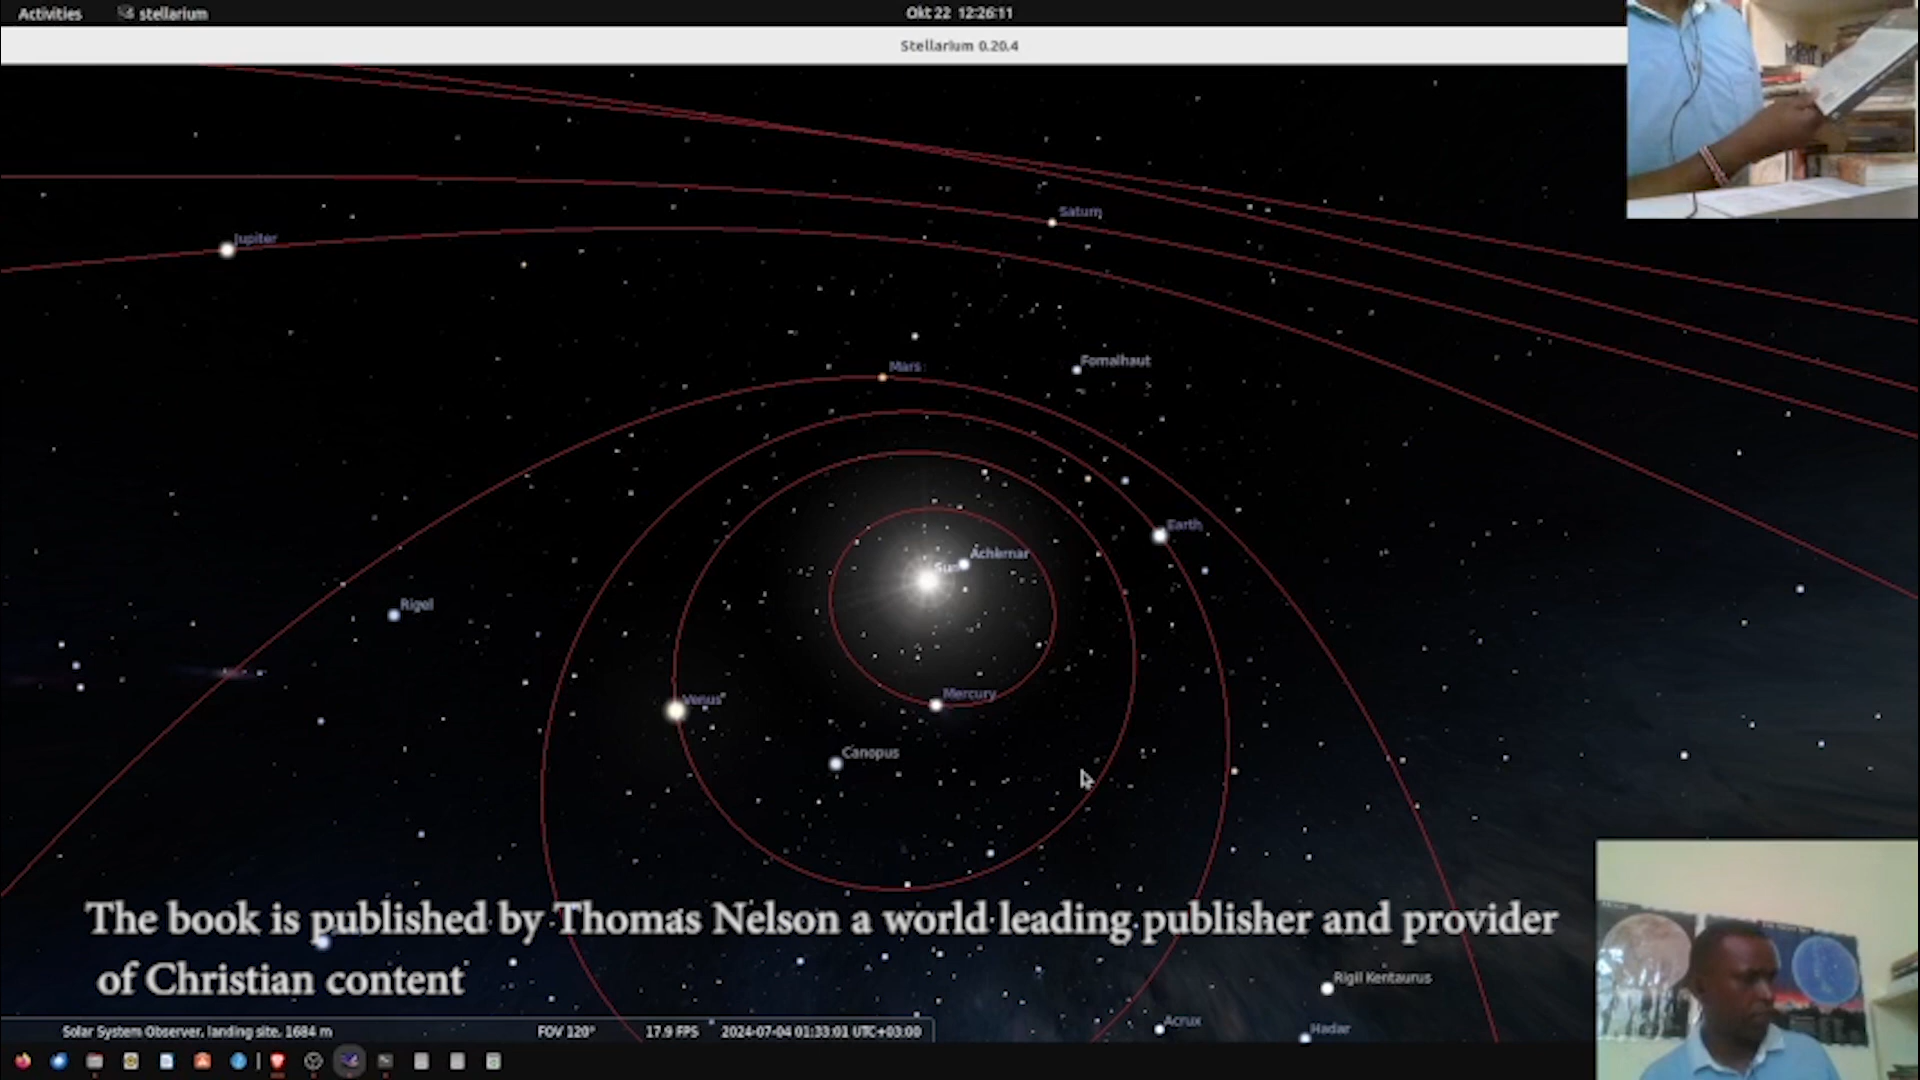 Activities stellarium Okt 22 12:26:11
Stellarium 0.20.4
Saturn
Jupiter
Mars
Fomalhaut
Earth
Achernar
Sun
Rigel
Mercury
Venus
Canopus
The book is published by Thomas Nelson a world leading publisher and provider
of Christian content
Rigil Kentaurus
Acrux
Hadar
Solar System Observer, landing site, 1684 m FOV 120° 17.9 FPS 2024-07-04 01:33:01 UTC+03:00